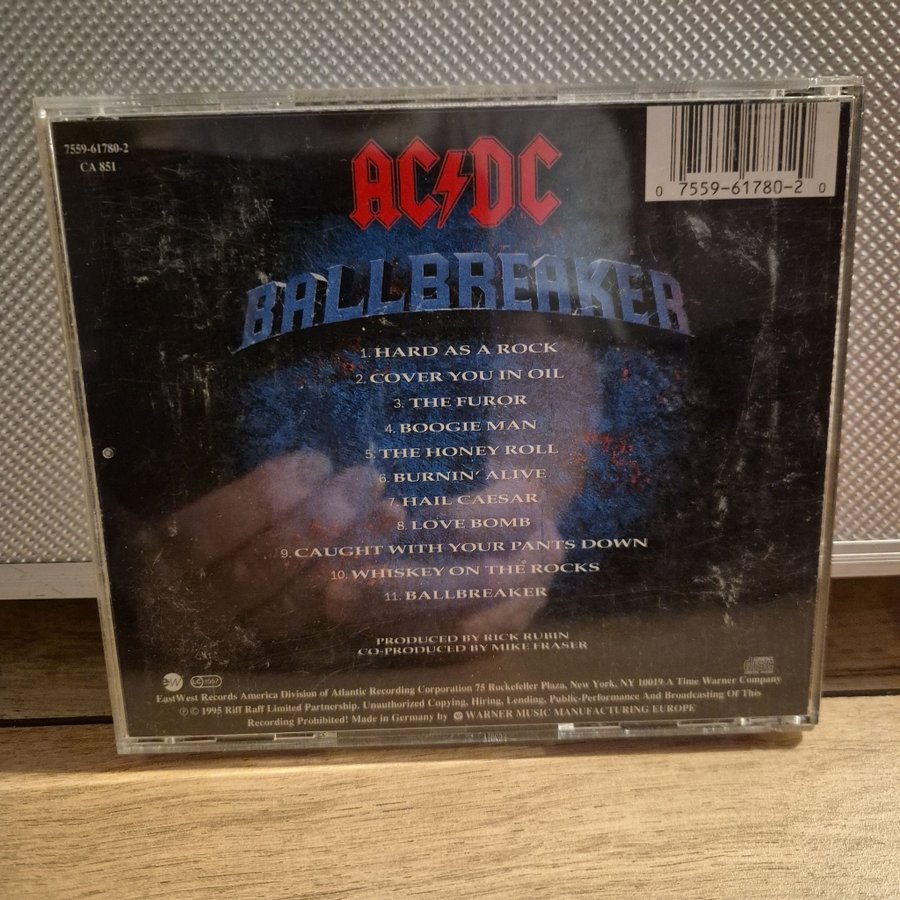 7559-61780-2
CA 851
AC⚡DC
0 7559-61780-2 0
BALLBREAKER
1. HARD AS A ROCK
2. COVER YOU IN OIL
3. THE FUROR
4. BOOGIE MAN
5. THE HONEY ROLL
6. BURNIN' ALIVE
7. HAIL CAESAR
8. LOVE BOMB
9. CAUGHT WITH YOUR PANTS DOWN
10. WHISKEY ON THE ROCKS
11. BALLBREAKER
PRODUCED BY RICK RUBIN
CO-PRODUCED BY MIKE FRASER
EastWest Records America Division of Atlantic Recording Corporation 75 Rockefeller Plaza, New York, NY 10019. A Time Warner Company
℗ © 1995 Riff Raff Limited Partnership. Unauthorized Copying, Hiring, Lending, Public-Performance And Broadcasting Of This
Recording Prohibited! Made in Germany by WARNER MUSIC MANUFACTURING EUROPE